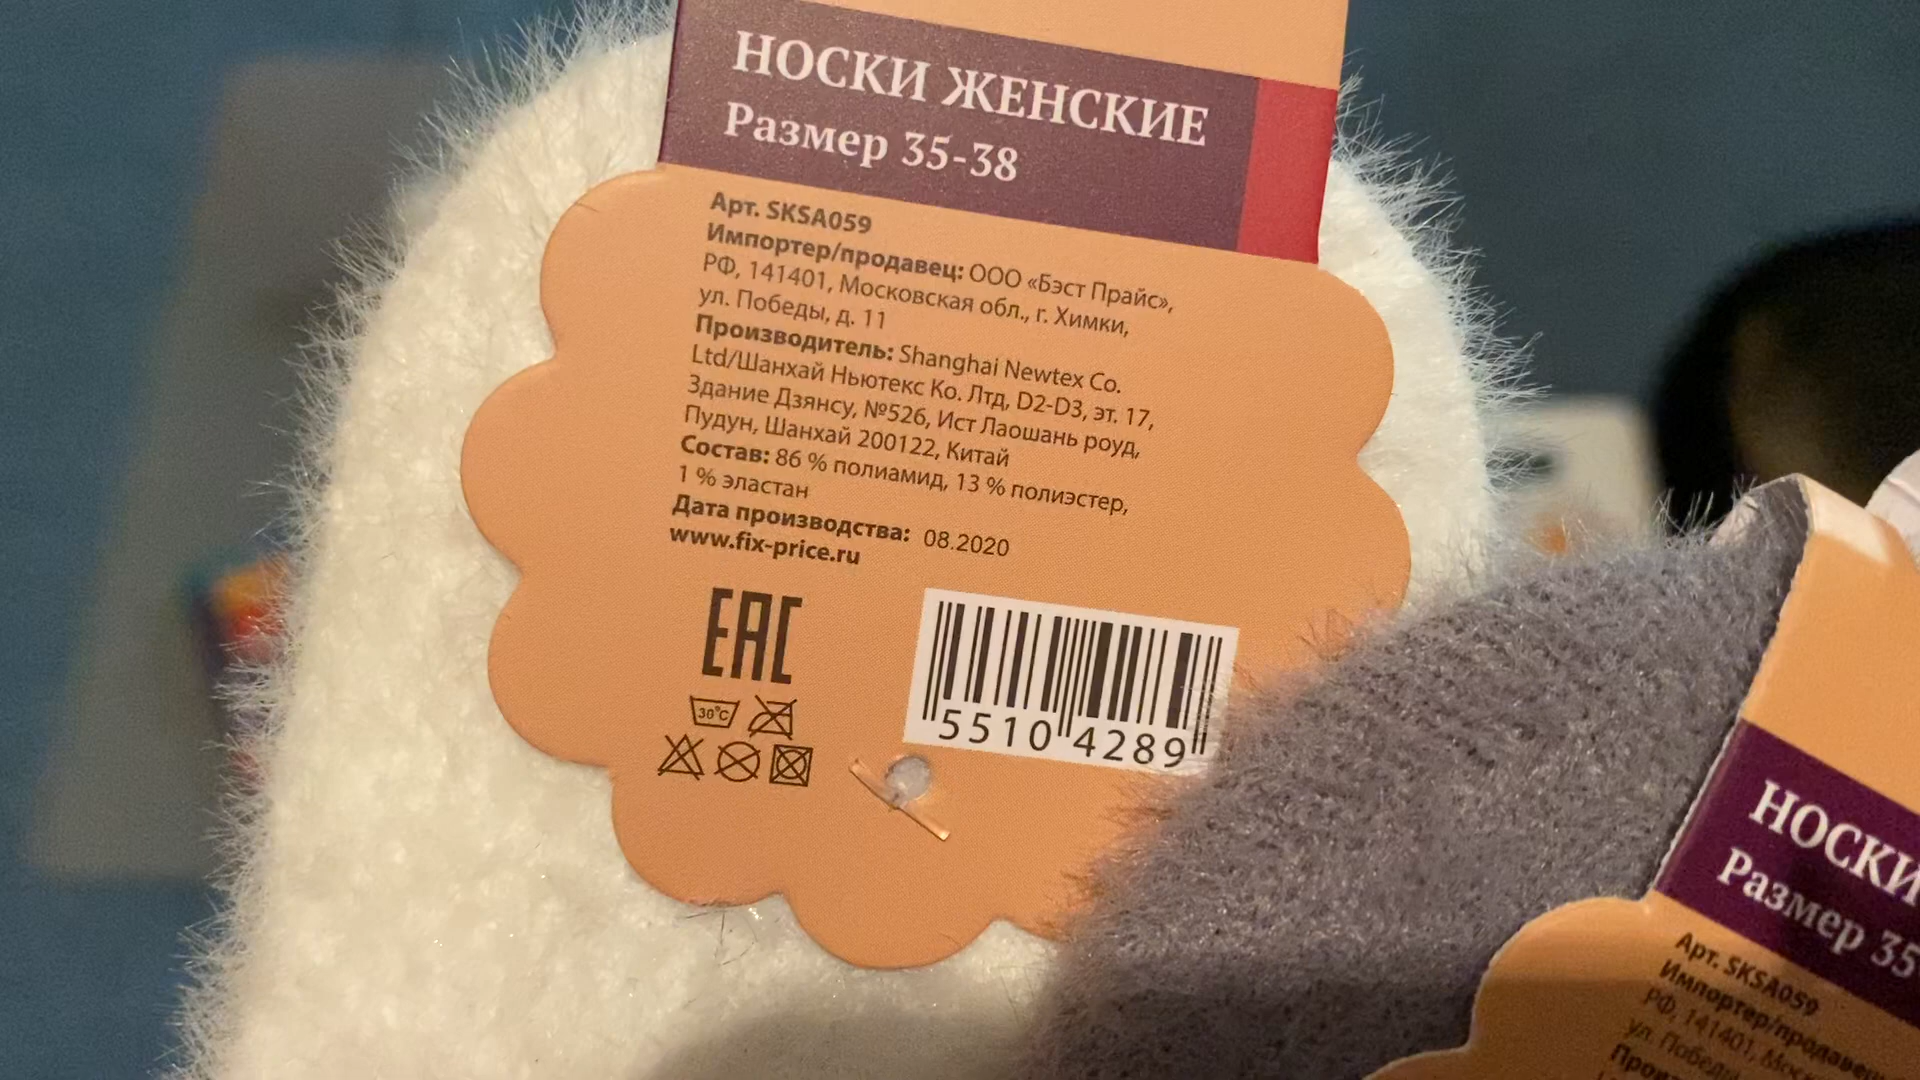 НОСКИ ЖЕНСКИЕ
Размер 35-38
Арт. SKSA059
Импортер/продавец: ООО «Бэст Прайс»,
РФ, 141401, Московская обл., г. Химки,
ул. Победы, д. 11
Производитель: Shanghai Newtex Co.
Ltd/Шанхай Ньютекс Ко. Лтд, D2-D3, эт. 17,
Здание Дзянсу, №526, Ист Лаошань роуд,
Пудун, Шанхай 200122, Китай
Состав: 86 % полиамид, 13 % полиэстер,
1 % эластан
Дата производства: 08.2020
www.fix-price.ru
EAC
30°C
5510 4289
НОСКИ
Размер 35
Арт. SKSA059
Импортер/продавец
РФ, 141401,
ул.